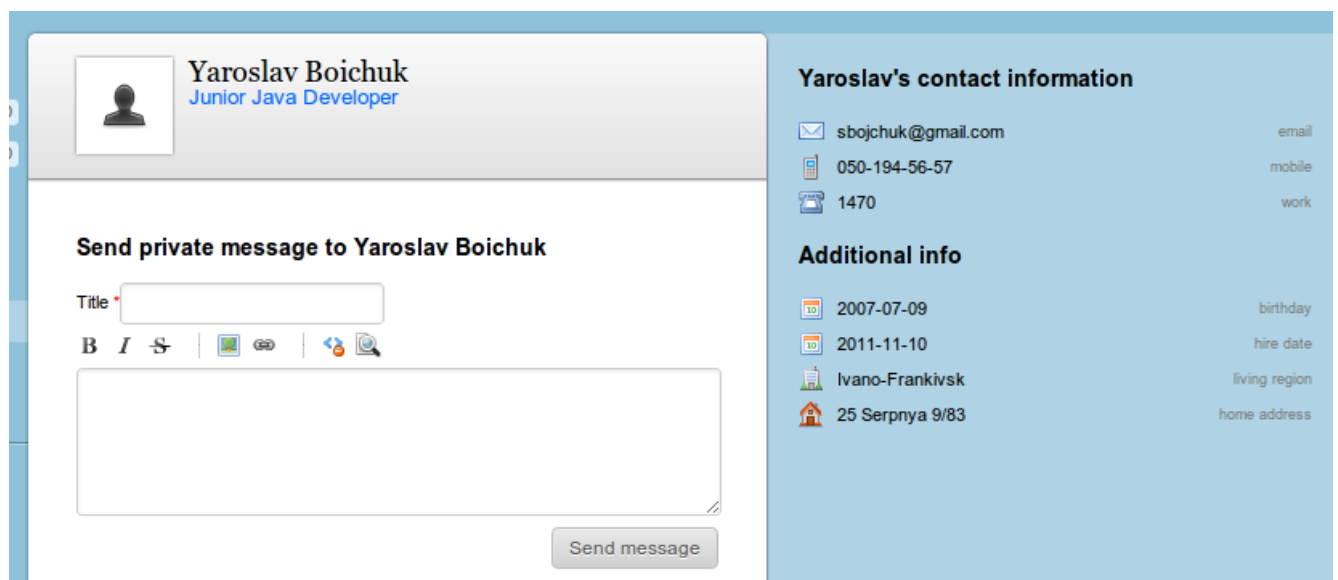 Yaroslav Boichuk
Junior Java Developer
Send private message to Yaroslav Boichuk
Title *
B I S
Send message
Yaroslav's contact information
sbojchuk@gmail.com email
050-194-56-57 mobile
1470 work
Additional info
2007-07-09 birthday
2011-11-10 hire date
Ivano-Frankivsk living region
25 Serpnya 9/83 home address